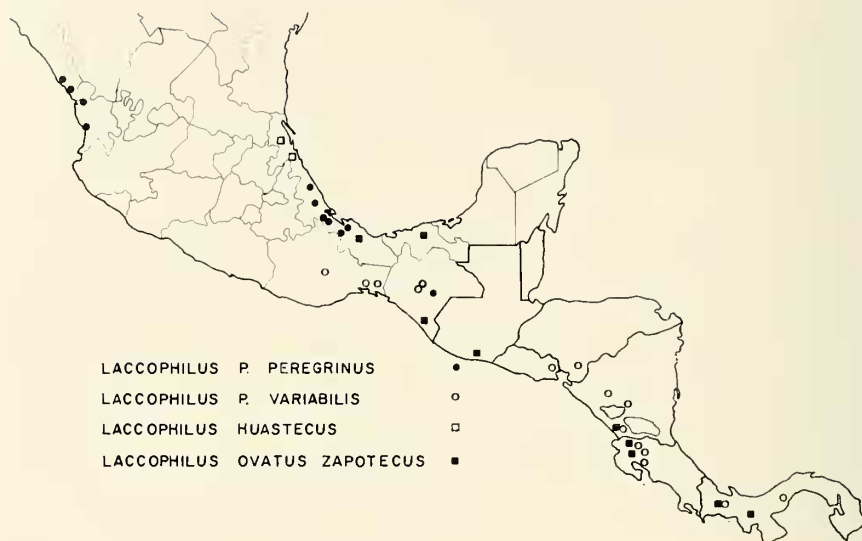 LACCOPHILUS P. PEREGRINUS
LACCOPHILUS P. VARIABILIS
LACCOPHILUS HUASTECUS
LACCOPHILUS OVATUS ZAPOTECUS